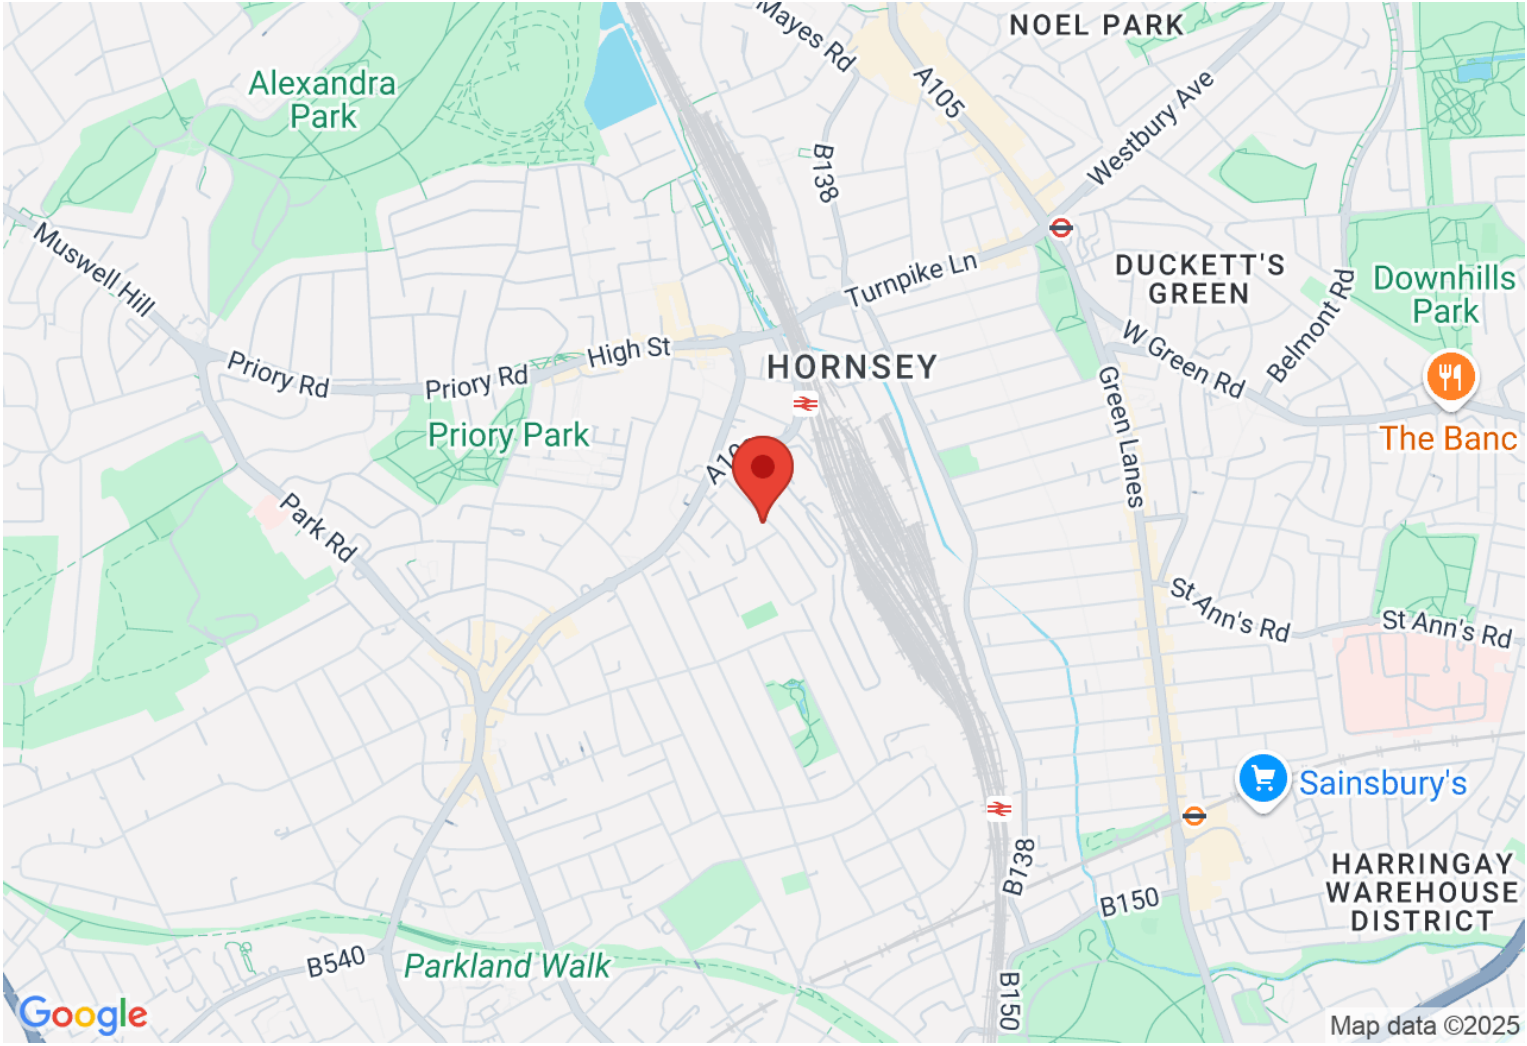 NOEL PARK
Mayes Rd
Alexandra
Park
A105
Westbury Ave
B138
Muswell Hill
Turnpike Ln
DUCKETT'S
GREEN
Downhills
Park
Belmont Rd
High St
Priory Rd
Priory Rd
HORNSEY
W Green Rd
Green Lanes
Priory Park
The Banc
Park Rd
St Ann's Rd
St Ann's Rd
Sainsbury's
B138
HARRINGAY
WAREHOUSE
DISTRICT
B150
B540
Parkland Walk
B150
Google
Map data ©2025